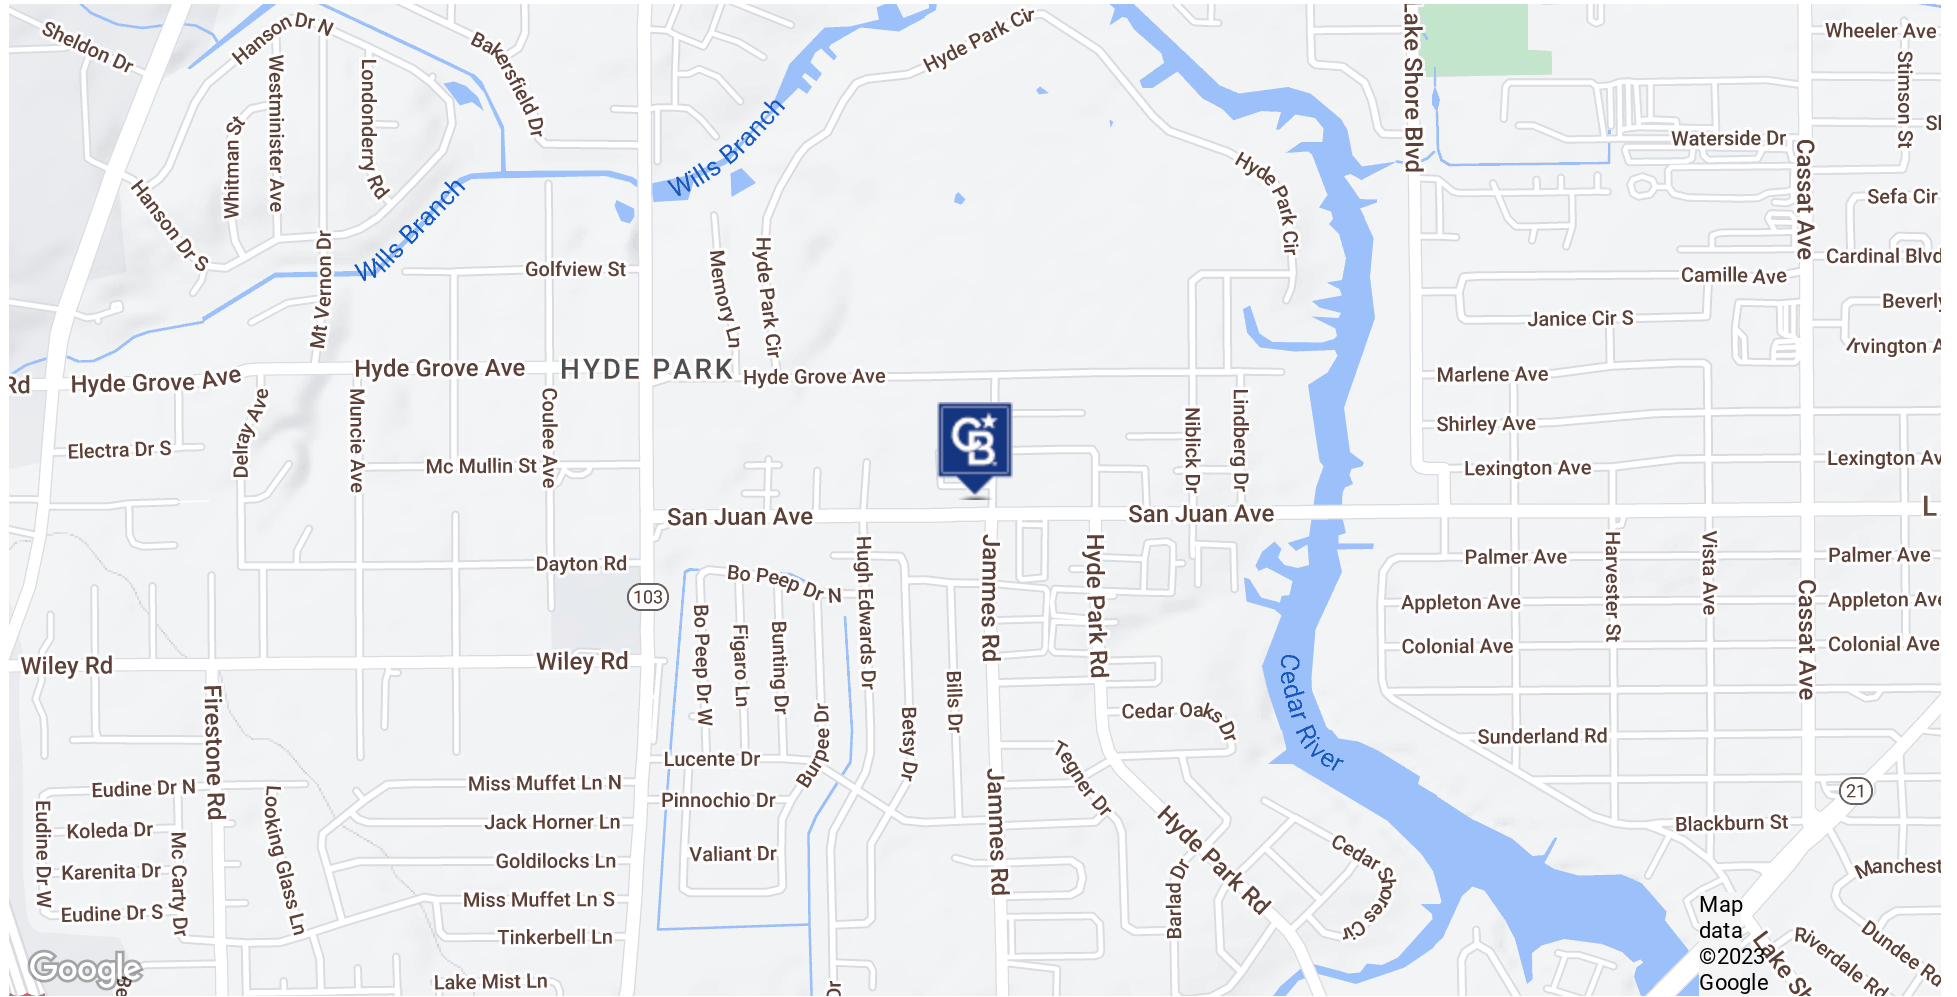 Sheldon Dr
Hanson Dr N
Bakersfield Dr
Hyde Park Cir
Lake Shore Blvd
Wheeler Ave
Westminister Ave
Londonderry Rd
Whitman St
Wills Branch
Stimson St
Waterside Dr
Cassat Ave
Hanson Dr S
Wills Branch
Hyde Park Cir
Sefa Cir
Mt Vernon Dr
Golfview St
Memory Ln
Hyde Park Cir
Cardinal Blvd
Camille Ave
Beverly
Janice Cir S
Rd
Hyde Grove Ave
Hyde Grove Ave
HYDE PARK
Hyde Grove Ave
Marlene Ave
Delray Ave
Muncie Ave
Coulee Ave
Niblick Dr
Lindberg Dr
Shirley Ave
Electra Dr S
Mc Mullin St
CB
Lexington Ave
Lexington Av
San Juan Ave
San Juan Ave
Dayton Rd
Hugh Edwards Dr
Jammes Rd
Hyde Park Rd
Palmer Ave
Harvester St
Vista Ave
Palmer Ave
Bo Peep Dr N
103
Appleton Ave
Cassat Ave
Appleton Ave
Bo Peep Dr W
Figaro Ln
Bunting Dr
Colonial Ave
Colonial Ave
Wiley Rd
Wiley Rd
Cedar River
Firestone Rd
Burpee Dr
Betsy Dr
Bills Dr
Cedar Oaks Dr
Sunderland Rd
Lucente Dr
Tegner Dr
Jammes Rd
Eudine Dr N
Miss Muffet Ln N
21
Looking Glass Ln
Pinnochio Dr
Hyde Park Rd
Eudine Dr W
Koleda Dr
Jack Horner Ln
Blackburn St
Mc Carty Dr
Valiant Dr
Cedar Shores Cir
Karenita Dr
Goldilocks Ln
Barlad Dr
Manchest
Eudine Dr S
Miss Muffet Ln S
Tinkerbell Ln
Riverdale Rd
Dundee Ro
Lake Sh
Lake Mist Ln
Google
Map
data
©2023
Google